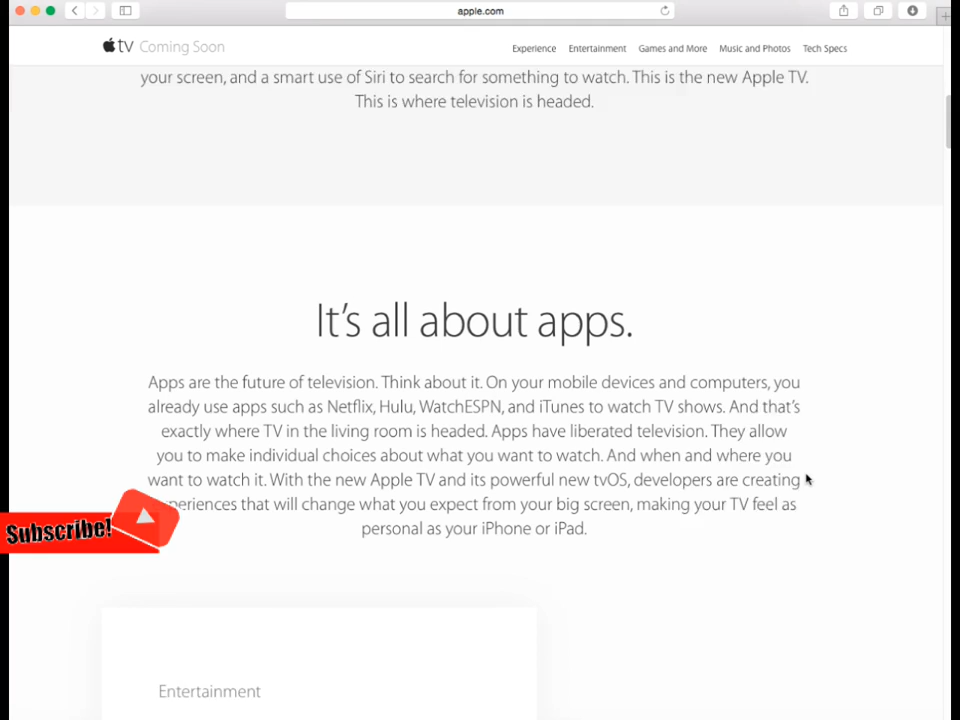 apple.com
tv Coming Soon
Experience Entertainment Games and More Music and Photos Tech Specs
your screen, and a smart use of Siri to search for something to watch. This is the new Apple TV.
This is where television is headed.
It's all about apps.
Apps are the future of television. Think about it. On your mobile devices and computers, you
already use apps such as Netflix, Hulu, WatchESPN, and iTunes to watch TV shows. And that's
exactly where TV in the living room is headed. Apps have liberated television. They allow
you to make individual choices about what you want to watch. And when and where you
want to watch it. With the new Apple TV and its powerful new tvOS, developers are creating
periences that will change what you expect from your big screen, making your TV feel as
personal as your iPhone or iPad.
Subscribe!
Entertainment